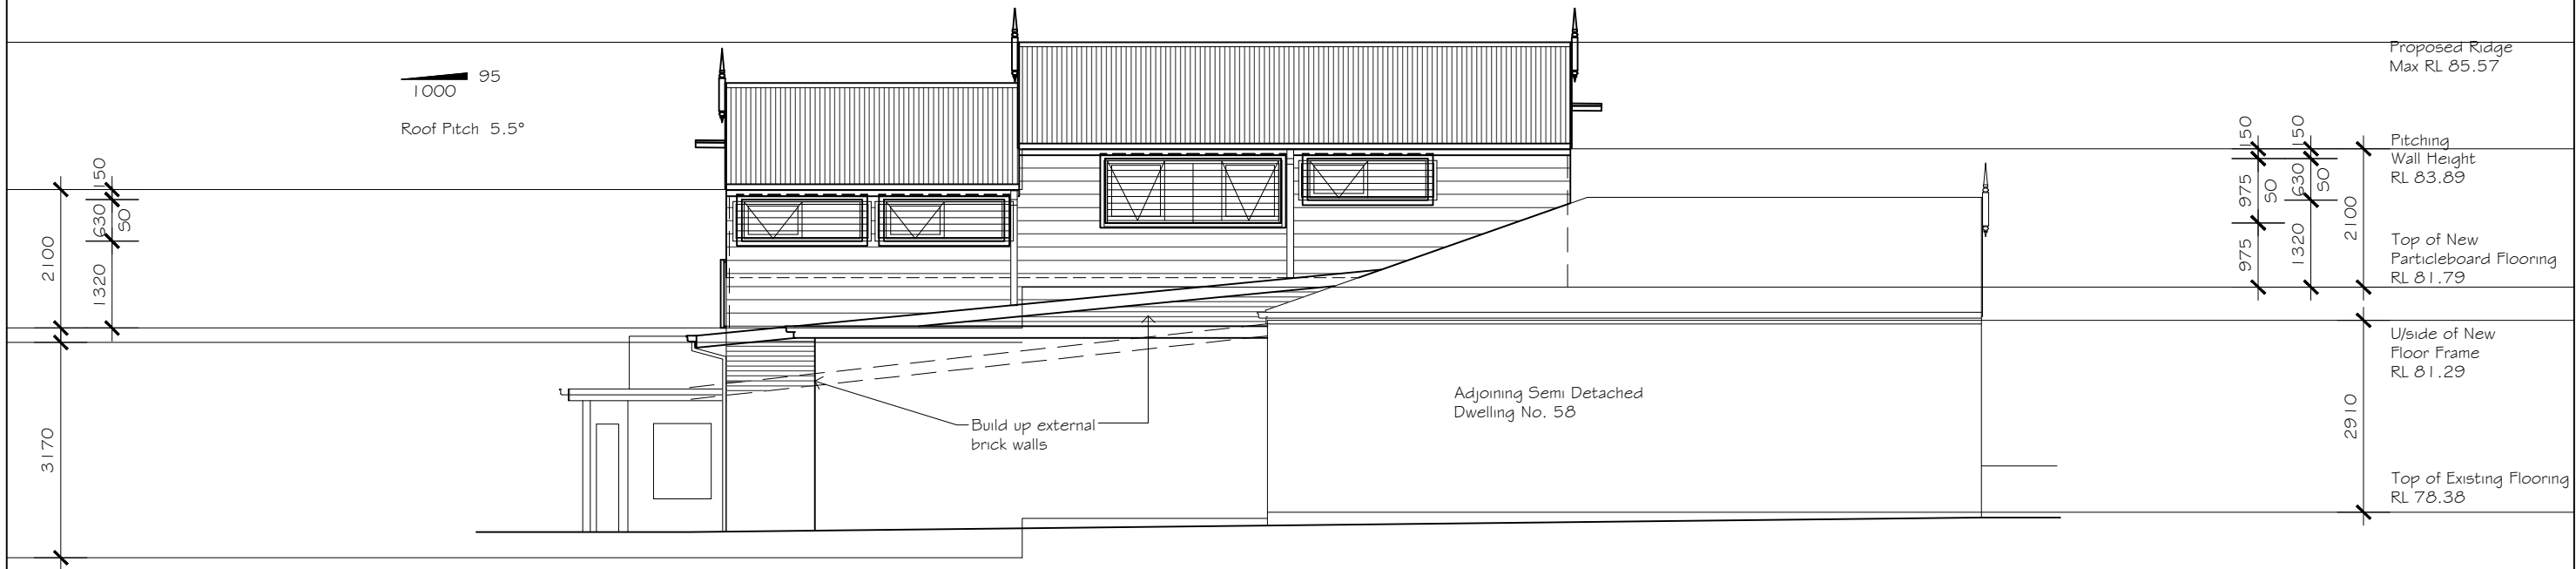 95
1000
Roof Pitch 5.5°
150
630
SO
1320
2100
3170
Build up external
brick walls
Adjoining Semi Detached
Dwelling No. 58
150
975
SO
975
150
630
SO
1320
2100
2910
Proposed Ridge
Max RL 85.57
Pitching
Wall Height
RL 83.89
Top of New
Particleboard Flooring
RL 81.79
U/side of New
Floor Frame
RL 81.29
Top of Existing Flooring
RL 78.38